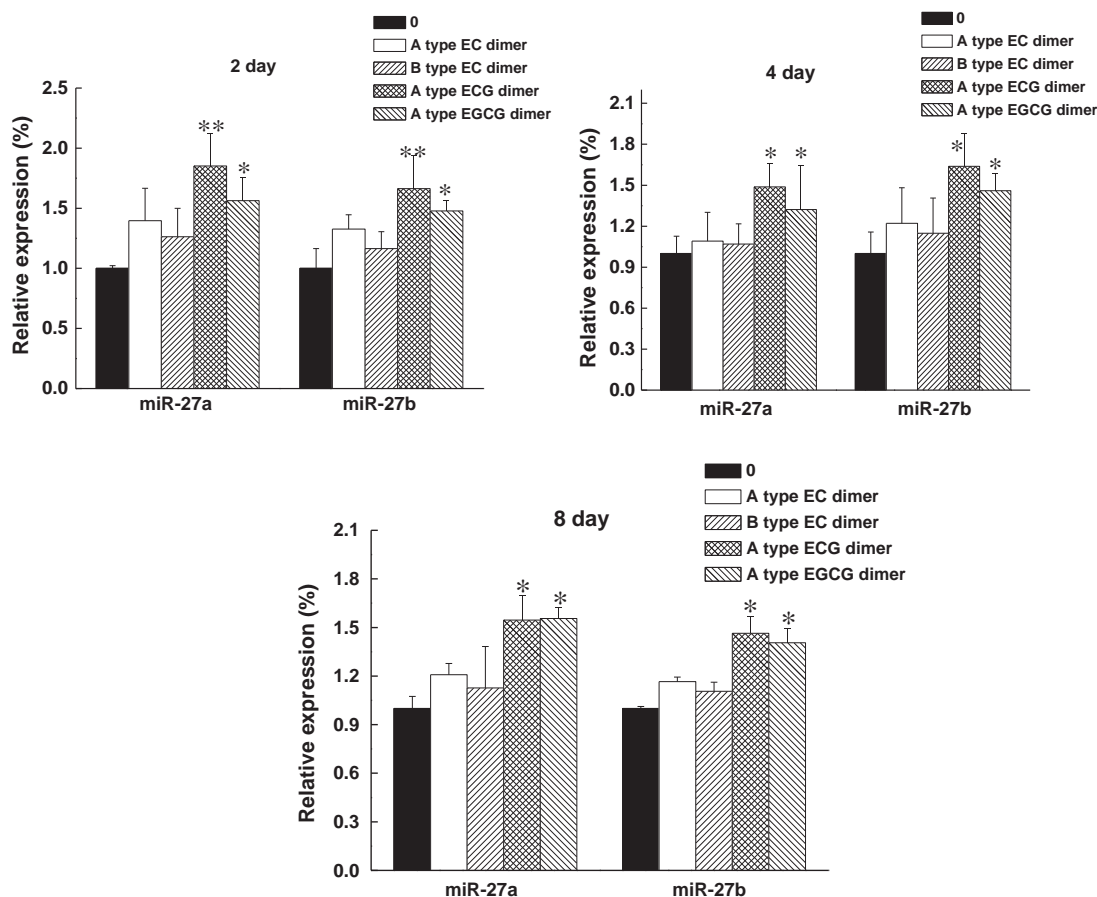 0
A type EC dimer
B type EC dimer
A type ECG dimer
A type EGCG dimer
2 day
2.5
2.0
1.5
1.0
0.5
0.0
Relative expression (%)
** * ** *
miR-27a miR-27b
0
A type EC dimer
B type EC dimer
A type ECG dimer
A type EGCG dimer
4 day
2.1
1.8
1.5
1.2
0.9
0.6
0.3
0.0
Relative expression (%)
* * * *
miR-27a miR-27b
0
A type EC dimer
B type EC dimer
A type ECG dimer
A type EGCG dimer
8 day
2.1
1.8
1.5
1.2
0.9
0.6
0.3
0.0
Relative expression (%)
* * * *
miR-27a miR-27b